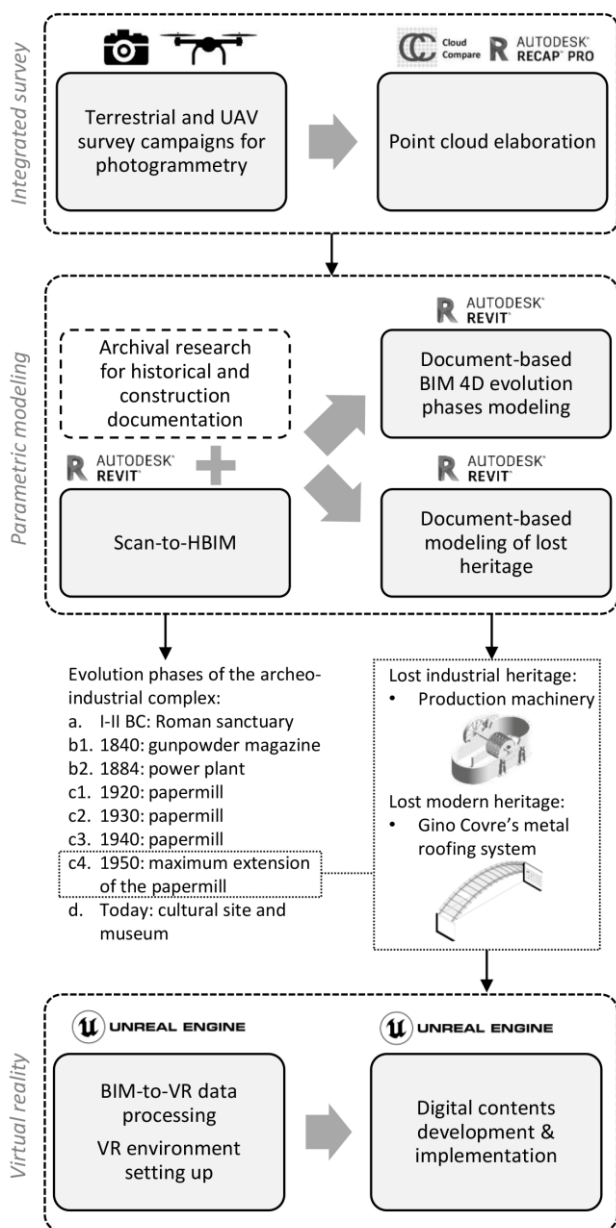 Integrated survey
Cloud
Compare
AUTODESK®
RECAP® PRO
Terrestrial and UAV
survey campaigns for
photogrammetry
Point cloud elaboration
Parametric modeling
AUTODESK®
REVIT®
Archival research
for historical and
construction
documentation
Document-based
BIM 4D evolution
phases modeling
R AUTODESK®
REVIT®
R AUTODESK®
REVIT®
Scan-to-HBIM
Document-based
modeling of lost
heritage
Evolution phases of the archeo-
industrial complex:
a. I-II BC: Roman sanctuary
b1. 1840: gunpowder magazine
b2. 1884: power plant
c1. 1920: papermill
c2. 1930: papermill
c3. 1940: papermill
c4. 1950: maximum extension
of the papermill
d. Today: cultural site and
museum
Lost industrial heritage:
• Production machinery
Lost modern heritage:
• Gino Covre's metal
roofing system
Virtual reality
UNREAL ENGINE
UNREAL ENGINE
BIM-to-VR data
processing
VR environment
setting up
Digital contents
development &
implementation